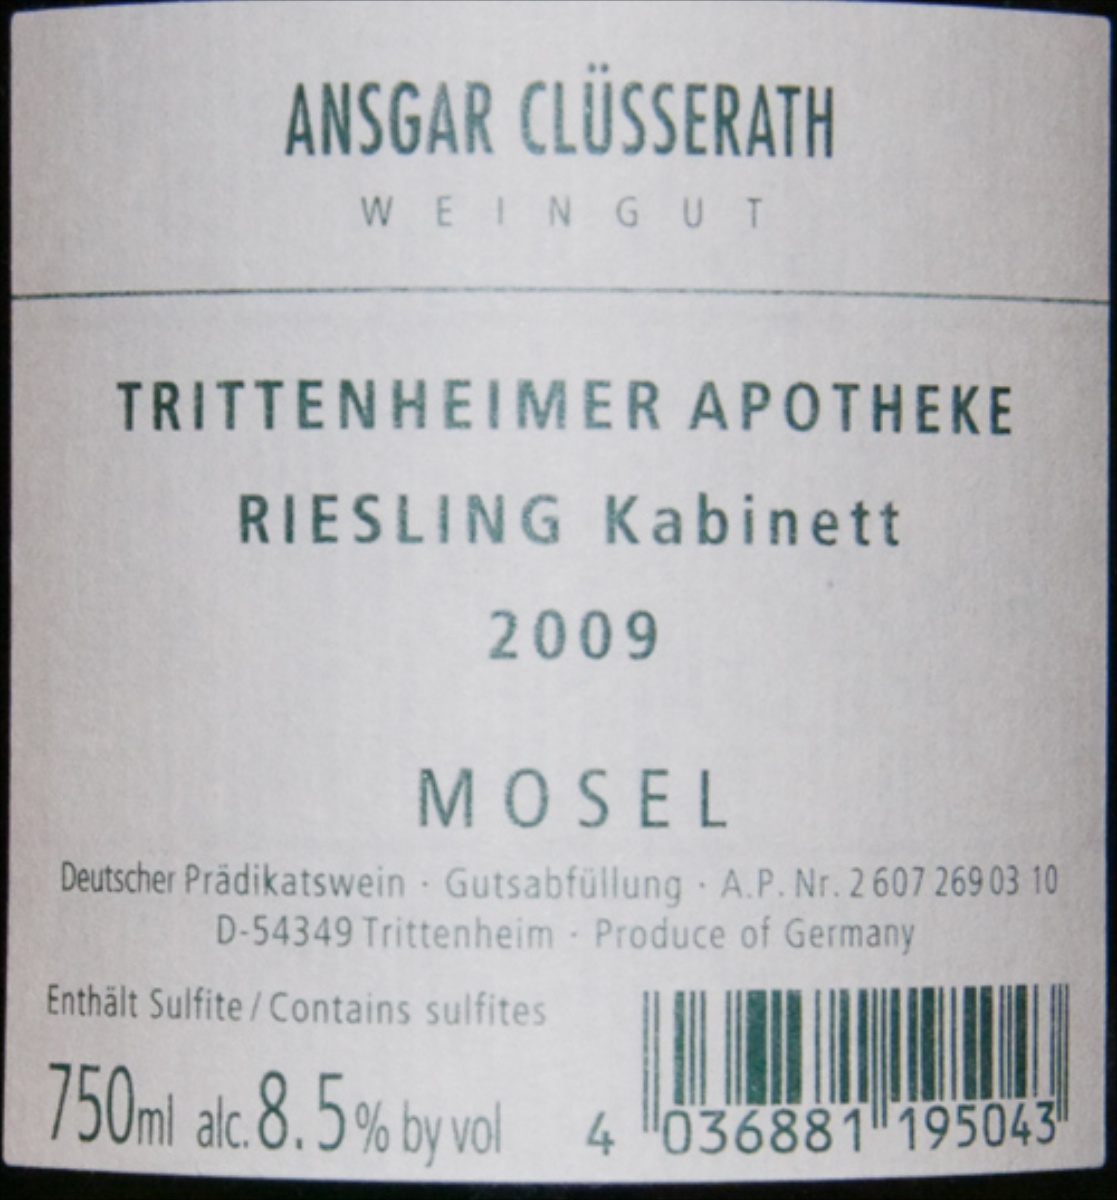 ANSGAR CLÜSSERATH
WEINGUT
TRITTENHEIMER APOTHEKE
RIESLING Kabinett
2009
MOSEL
Deutscher Prädikatswein · Gutsabfüllung · A.P. Nr. 2 607 269 03 10
D-54349 Trittenheim · Produce of Germany
Enthält Sulfite / Contains sulfites
750ml alc. 8.5% by vol
4 036881 195043